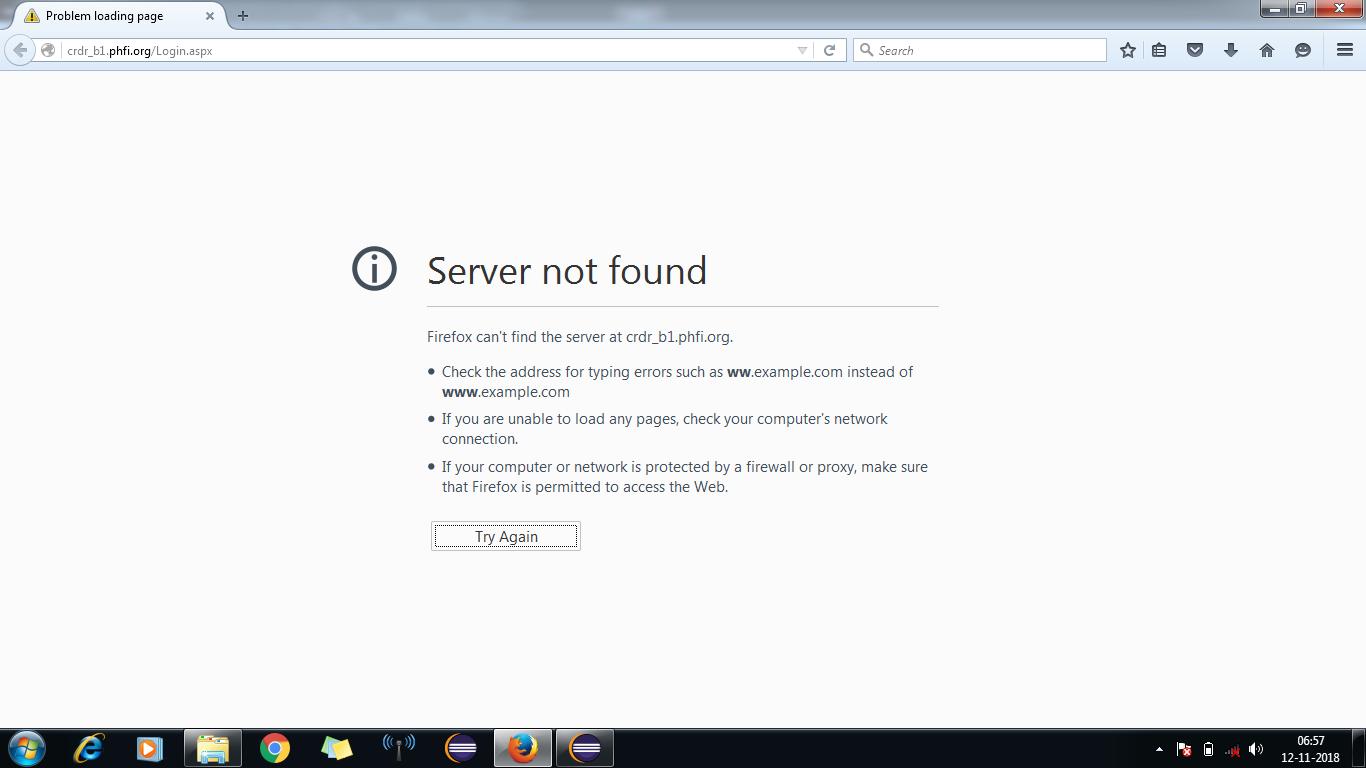 Problem loading page
crdr_b1.phfi.org/Login.aspx
Search
Server not found
Firefox can't find the server at crdr_b1.phfi.org.
Check the address for typing errors such as ww.example.com instead of
www.example.com
If you are unable to load any pages, check your computer's network
connection.
If your computer or network is protected by a firewall or proxy, make sure
that Firefox is permitted to access the Web.
Try Again
06:57
12-11-2018